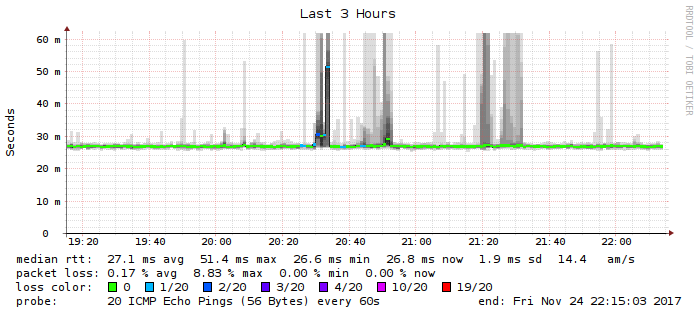 Last 3 Hours
RRDTOOL / TOBI OETIKER
Seconds
60 m
50 m
40 m
30 m
20 m
10 m
0
19:20 19:40 20:00 20:20 20:40 21:00 21:20 21:40 22:00
median rtt: 27.1 ms avg 51.4 ms max 26.6 ms min 26.8 ms now 1.9 ms sd 14.4 am/s
packet loss: 0.17 % avg 8.83 % max 0.00 % min 0.00 % now
loss color: 0 1/20 2/20 3/20 4/20 10/20 19/20
probe: 20 ICMP Echo Pings (56 Bytes) every 60s end: Fri Nov 24 22:15:03 2017